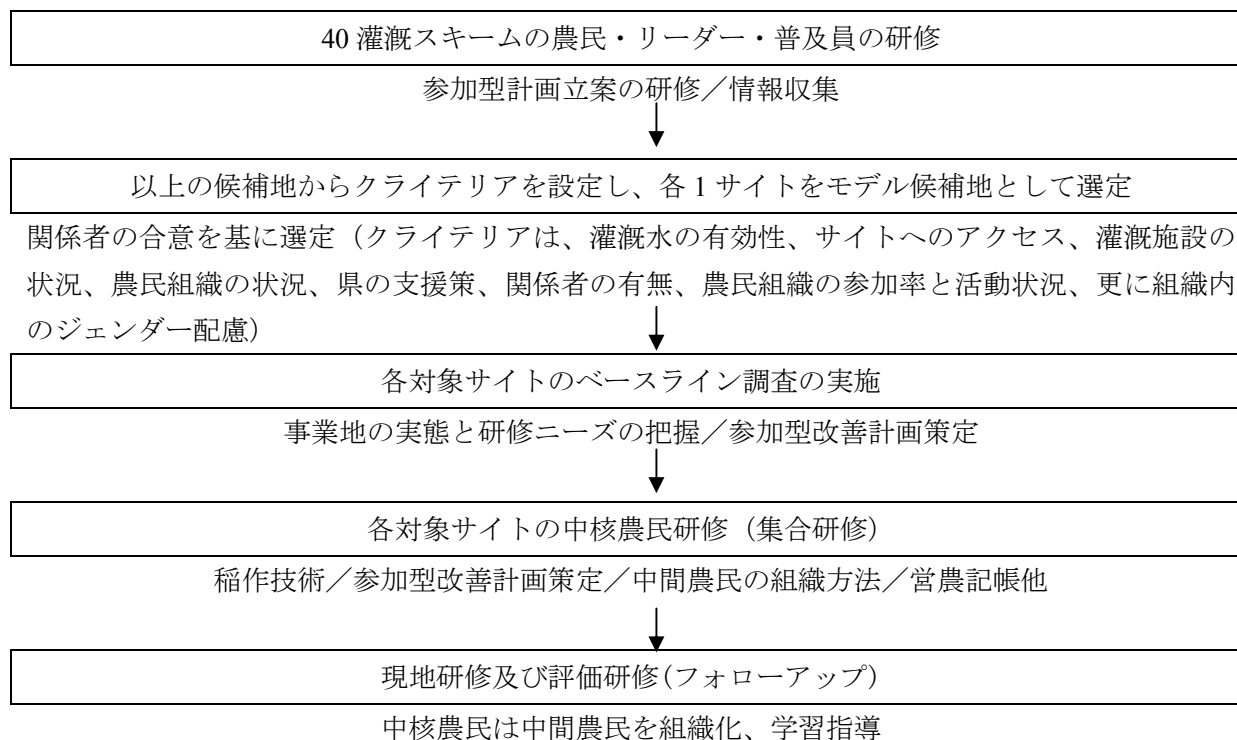 40 灌漑スキームの農民・リーダー・普及員の研修
参加型計画立案の研修／情報収集
以上の候補地からクライテリアを設定し、各 1 サイトをモデル候補地として選定
関係者の合意を基に選定（クライテリアは、灌漑水の有効性、サイトへのアクセス、灌漑施設の
状況、農民組織の状況、県の支援策、関係者の有無、農民組織の参加率と活動状況、更に組織内
のジェンダー配慮）
各対象サイトのベースライン調査の実施
事業地の実態と研修ニーズの把握／参加型改善計画策定
各対象サイトの中核農民研修（集合研修）
稲作技術／参加型改善計画策定／中間農民の組織方法／営農記帳他
現地研修及び評価研修(フォローアップ)
中核農民は中間農民を組織化、学習指導